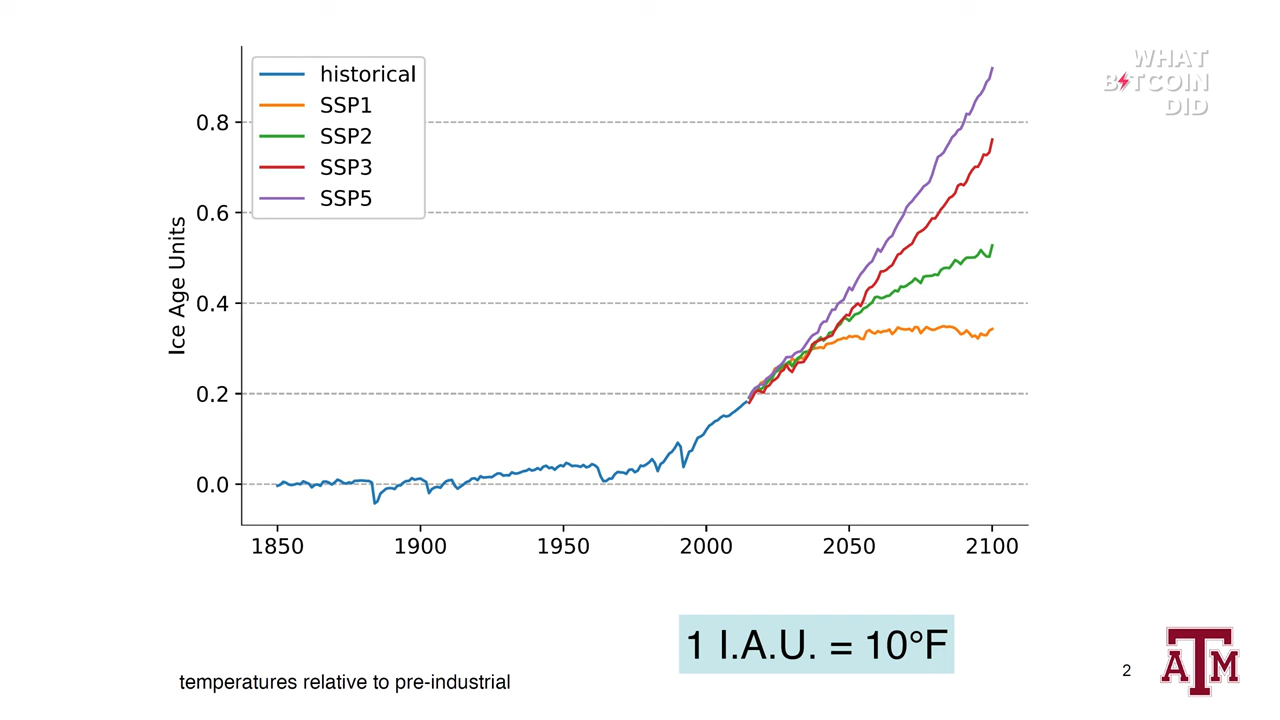 WHAT
BITCOIN
DID
historical
SSP1
SSP2
SSP3
SSP5
Ice Age Units
0.8
0.6
0.4
0.2
0.0
1850 1900 1950 2000 2050 2100
1 I.A.U. = 10°F
temperatures relative to pre-industrial
2
ATM